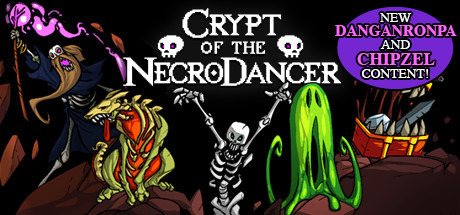 CRYPT
OF THE
NECRODANCER
NEW
DANGANRONPA
AND
CHIPZEL
CONTENT!